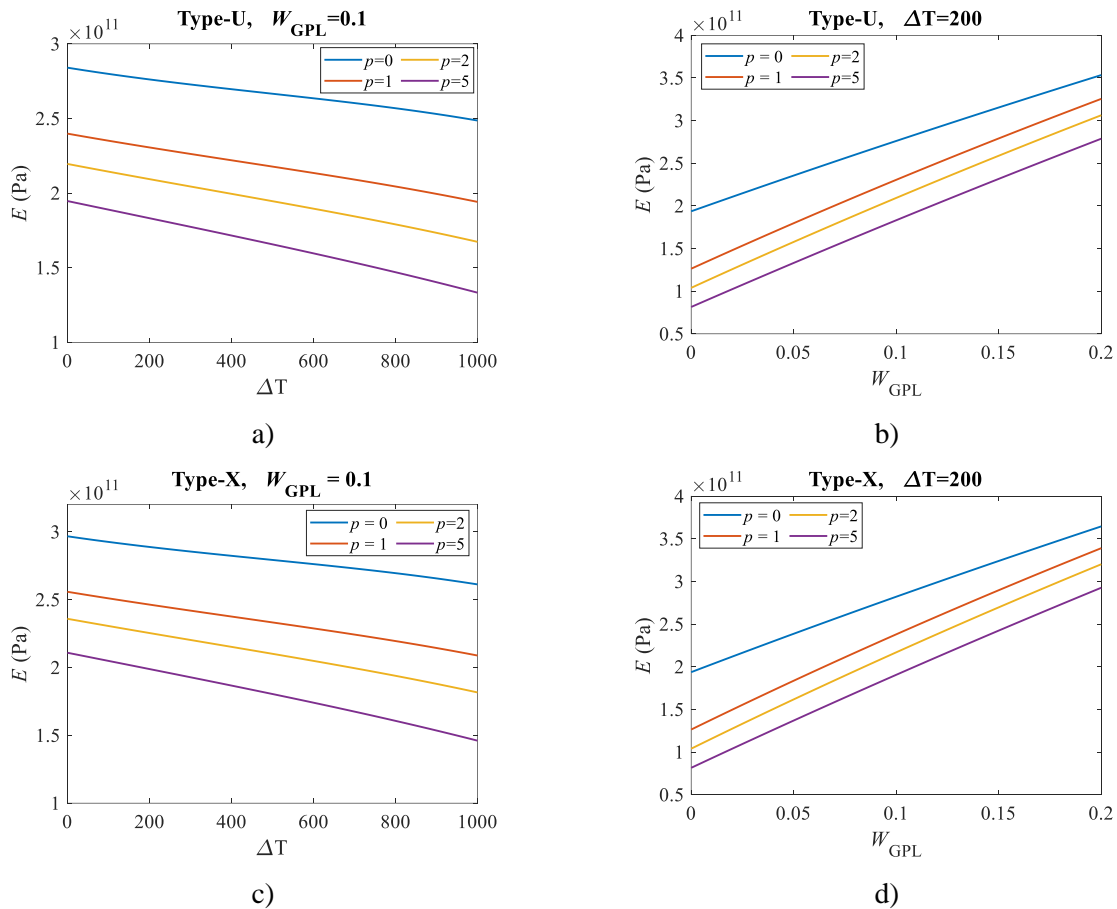 Type-U, W_GPL=0.1
×10^11
p=0 p=2
p=1 p=5
3
2.5
2
1.5
1
E (Pa)
0 200 400 600 800 1000
ΔT
a)
Type-U, ΔT=200
×10^11
p = 0 p=2
p = 1 p=5
4
3.5
3
2.5
2
1.5
1
0.5
E (Pa)
0 0.05 0.1 0.15 0.2
W_GPL
b)
Type-X, W_GPL = 0.1
×10^11
p = 0 p=2
p = 1 p=5
3
2.5
2
1.5
1
E (Pa)
0 200 400 600 800 1000
ΔT
c)
Type-X, ΔT=200
×10^11
p = 0 p=2
p = 1 p=5
4
3.5
3
2.5
2
1.5
1
0.5
E (Pa)
0 0.05 0.1 0.15 0.2
W_GPL
d)